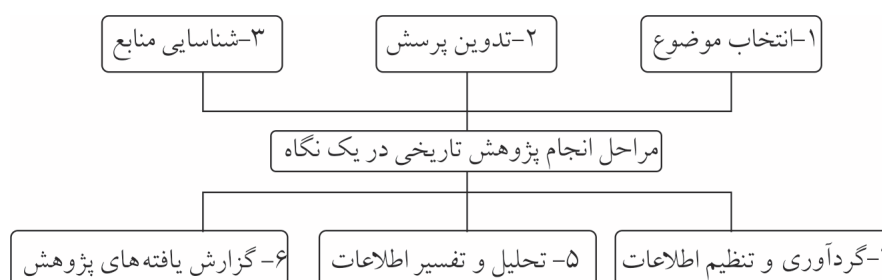 ۱-انتخاب موضوع
۲-تدوین پرسش
۳-شناسایی منابع
مراحل انجام پژوهش تاریخی در یک نگاه
-گردآوری و تنظیم اطلاعات
۵- تحلیل و تفسیر اطلاعات
۶- گزارش یافته‌های پژوهش